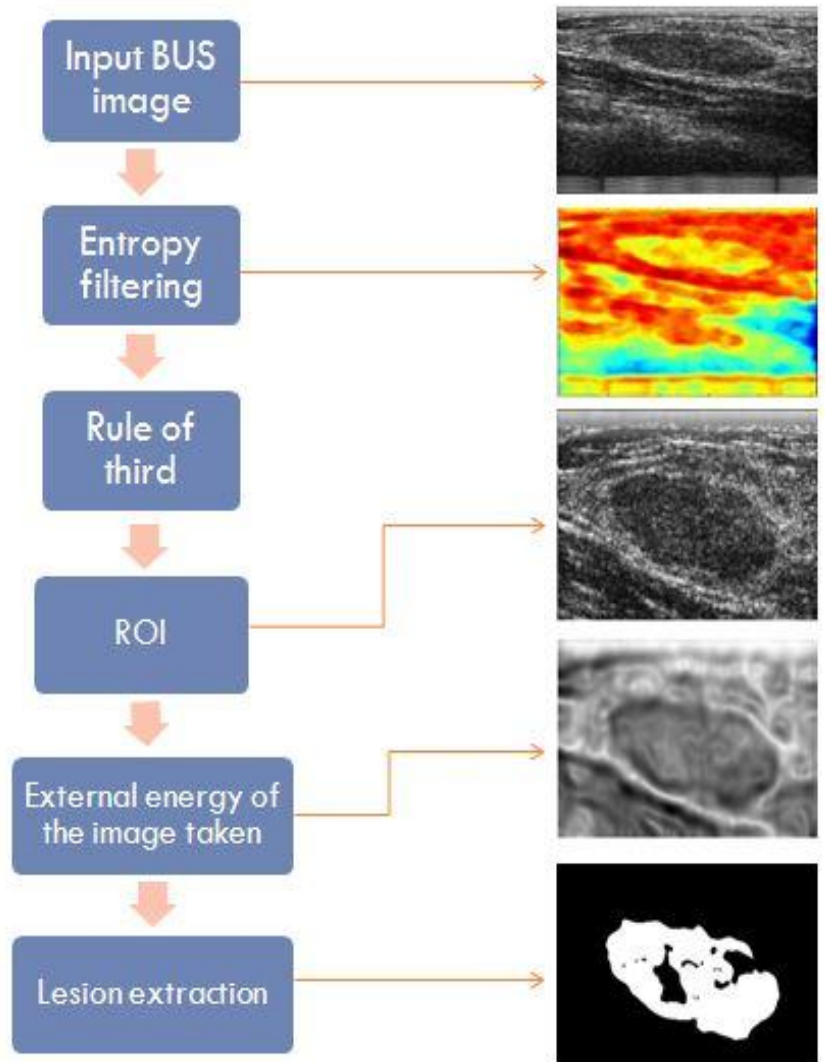 Input BUS
image
Entropy
filtering
Rule of
third
ROI
External energy of
the image taken
Lesion extraction